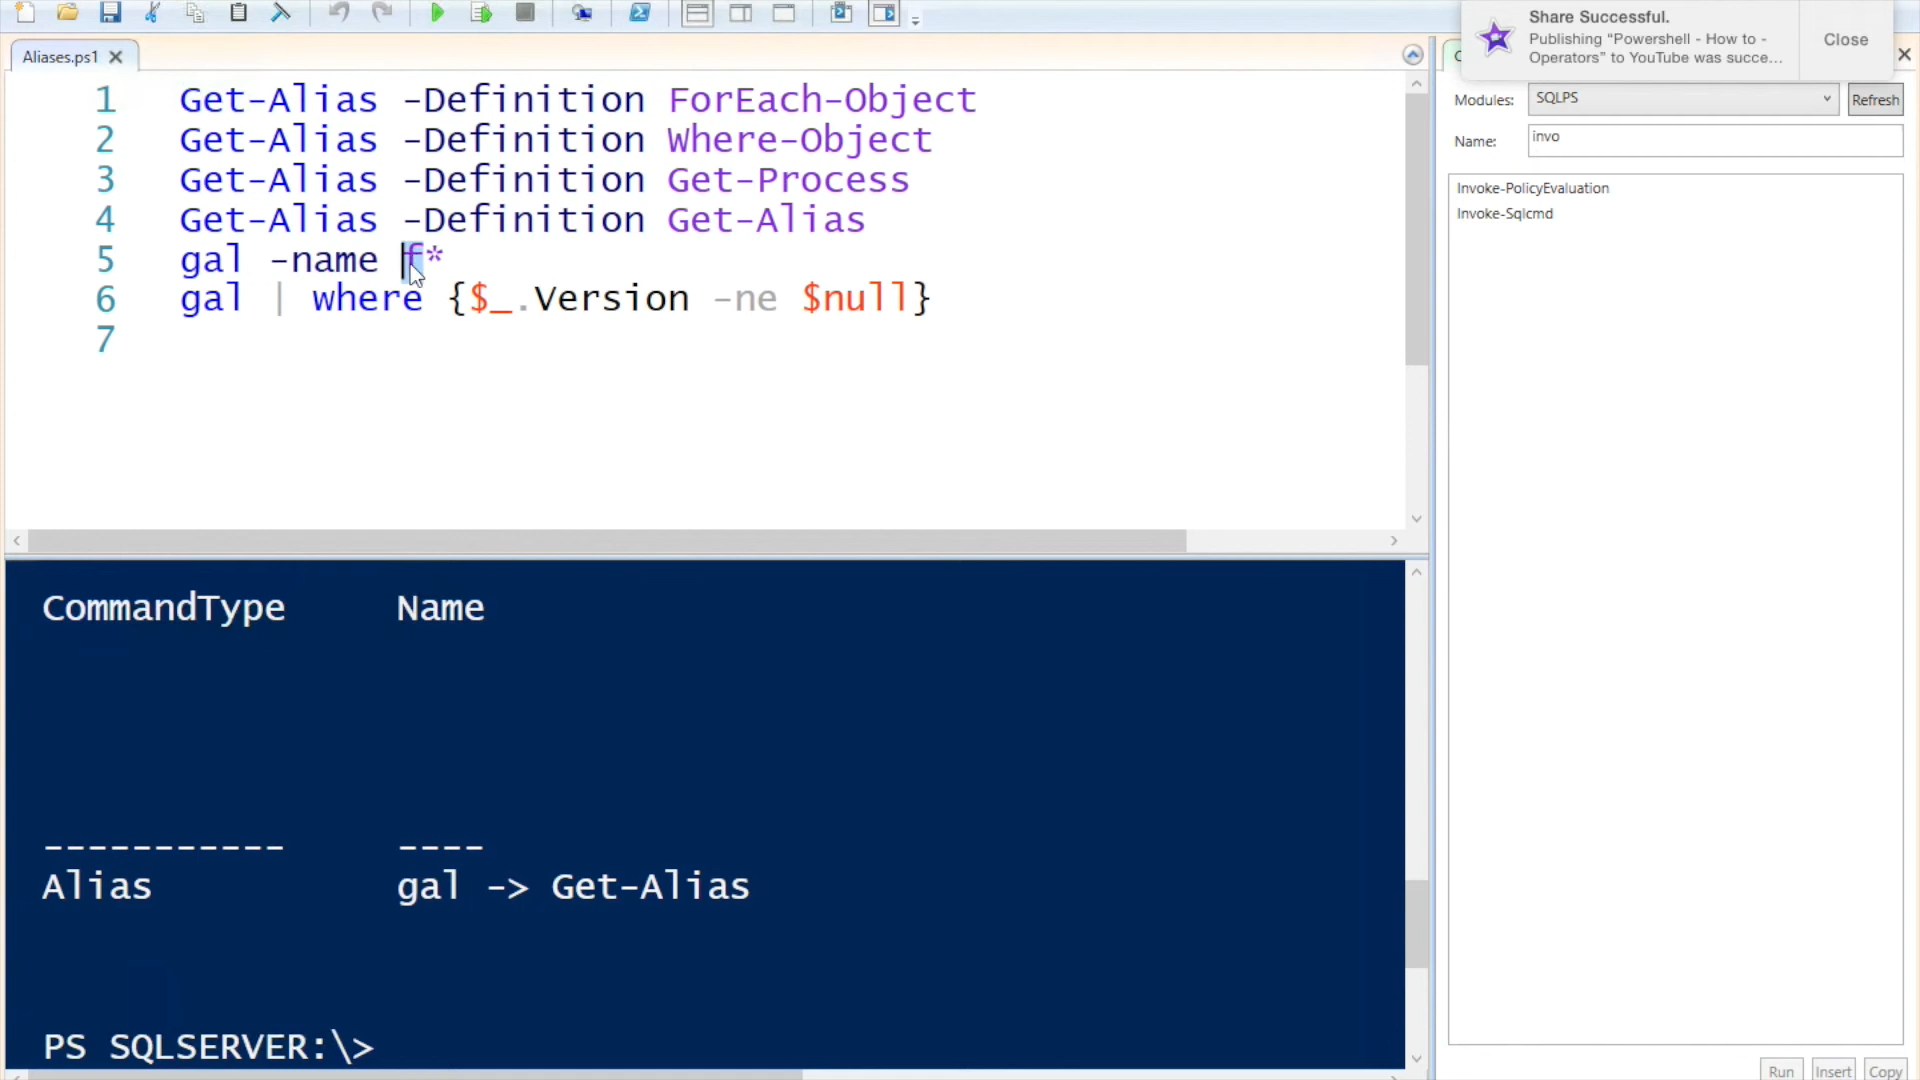 Share Successful.
Publishing “Powershell - How to -
Operators” to YouTube was succe...
Close
Aliases.ps1
1 Get-Alias -Definition ForEach-Object
2 Get-Alias -Definition Where-Object
3 Get-Alias -Definition Get-Process
4 Get-Alias -Definition Get-Alias
5 gal -name f*
6 gal | where {$_.Version -ne $null}
7
Modules: SQLPS Refresh
Name: invo
Invoke-PolicyEvaluation
Invoke-Sqlcmd
CommandType Name
----------- ----
Alias gal -> Get-Alias
PS SQLSERVER:\>
Run Insert Copy